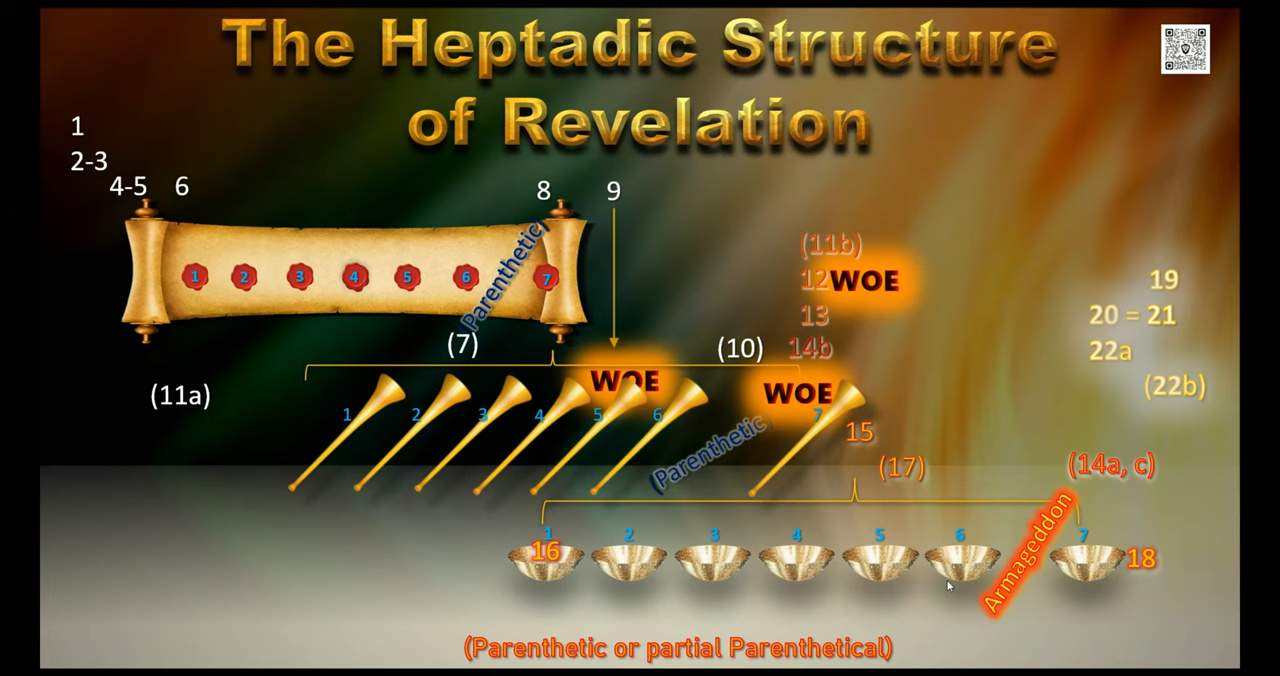 The Heptadic Structure
of Revelation
1
2-3
4-5 6
8 9
1 2 3 4 5 6 7
Parenthetic)
(11b)
12 WOE
13
14b
19
20 = 21
22a
(22b)
(7)
(10)
(11a)
WOE
WOE
1 2 3 4 5 6 7
(Parenthetic
15
(17)
(14a, c)
1 2 3 4 5 6 7
16
Armageddon
18
(Parenthetic or partial Parenthetical)